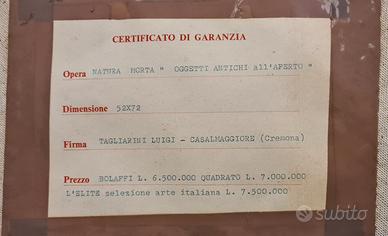 CERTIFICATO DI GARANZIA
Opera NATURA MORTA " OGGETTI ANTICHI all'APERTO "
Dimensione 52X72
Firma TAGLIARINI LUIGI - CASALMAGGIORE (Cremona)
Prezzo BOLAFFI L. 6.500.000 QUADRATO L. 7.000.000
L'ELITE selezione arte italiana L. 7.500.000
subito